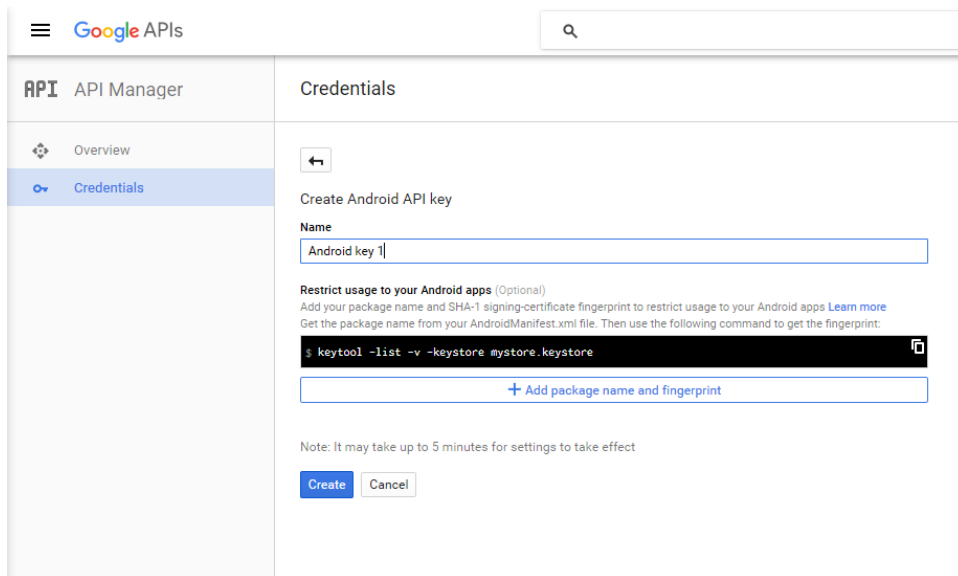 Google APIs
API API Manager
Credentials
Overview
Credentials
Create Android API key
Name
Android key 1
Restrict usage to your Android apps (Optional)
Add your package name and SHA-1 signing-certificate fingerprint to restrict usage to your Android apps Learn more
Get the package name from your AndroidManifest.xml file. Then use the following command to get the fingerprint:
$ keytool -list -v -keystore mystore.keystore
+ Add package name and fingerprint
Note: It may take up to 5 minutes for settings to take effect
Create Cancel